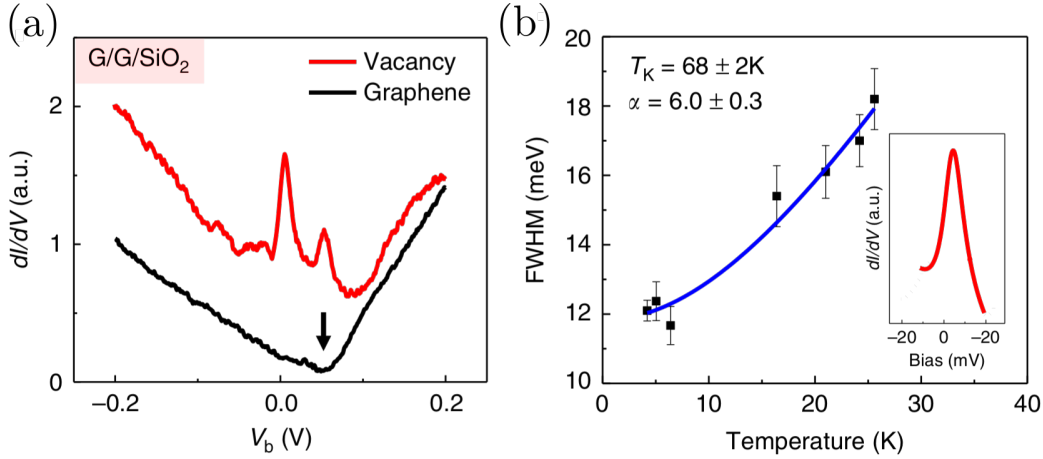 (a)
G/G/SiO₂
Vacancy
Graphene
2
1
0
dI/dV (a.u.)
−0.2
0.0
0.2
V_b (V)
(b)
T_K = 68 ± 2K
α = 6.0 ± 0.3
20
18
16
14
12
10
FWHM (meV)
0
10
20
30
40
Temperature (K)
dI/dV (a.u.)
−20
0
−20
Bias (mV)